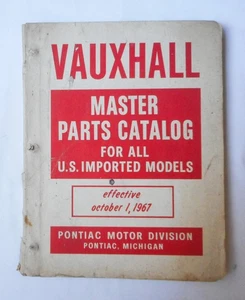 VAUXHALL
MASTER
PARTS CATALOG
FOR ALL
U.S. IMPORTED MODELS
effective
october 1, 1967
PONTIAC MOTOR DIVISION
PONTIAC, MICHIGAN